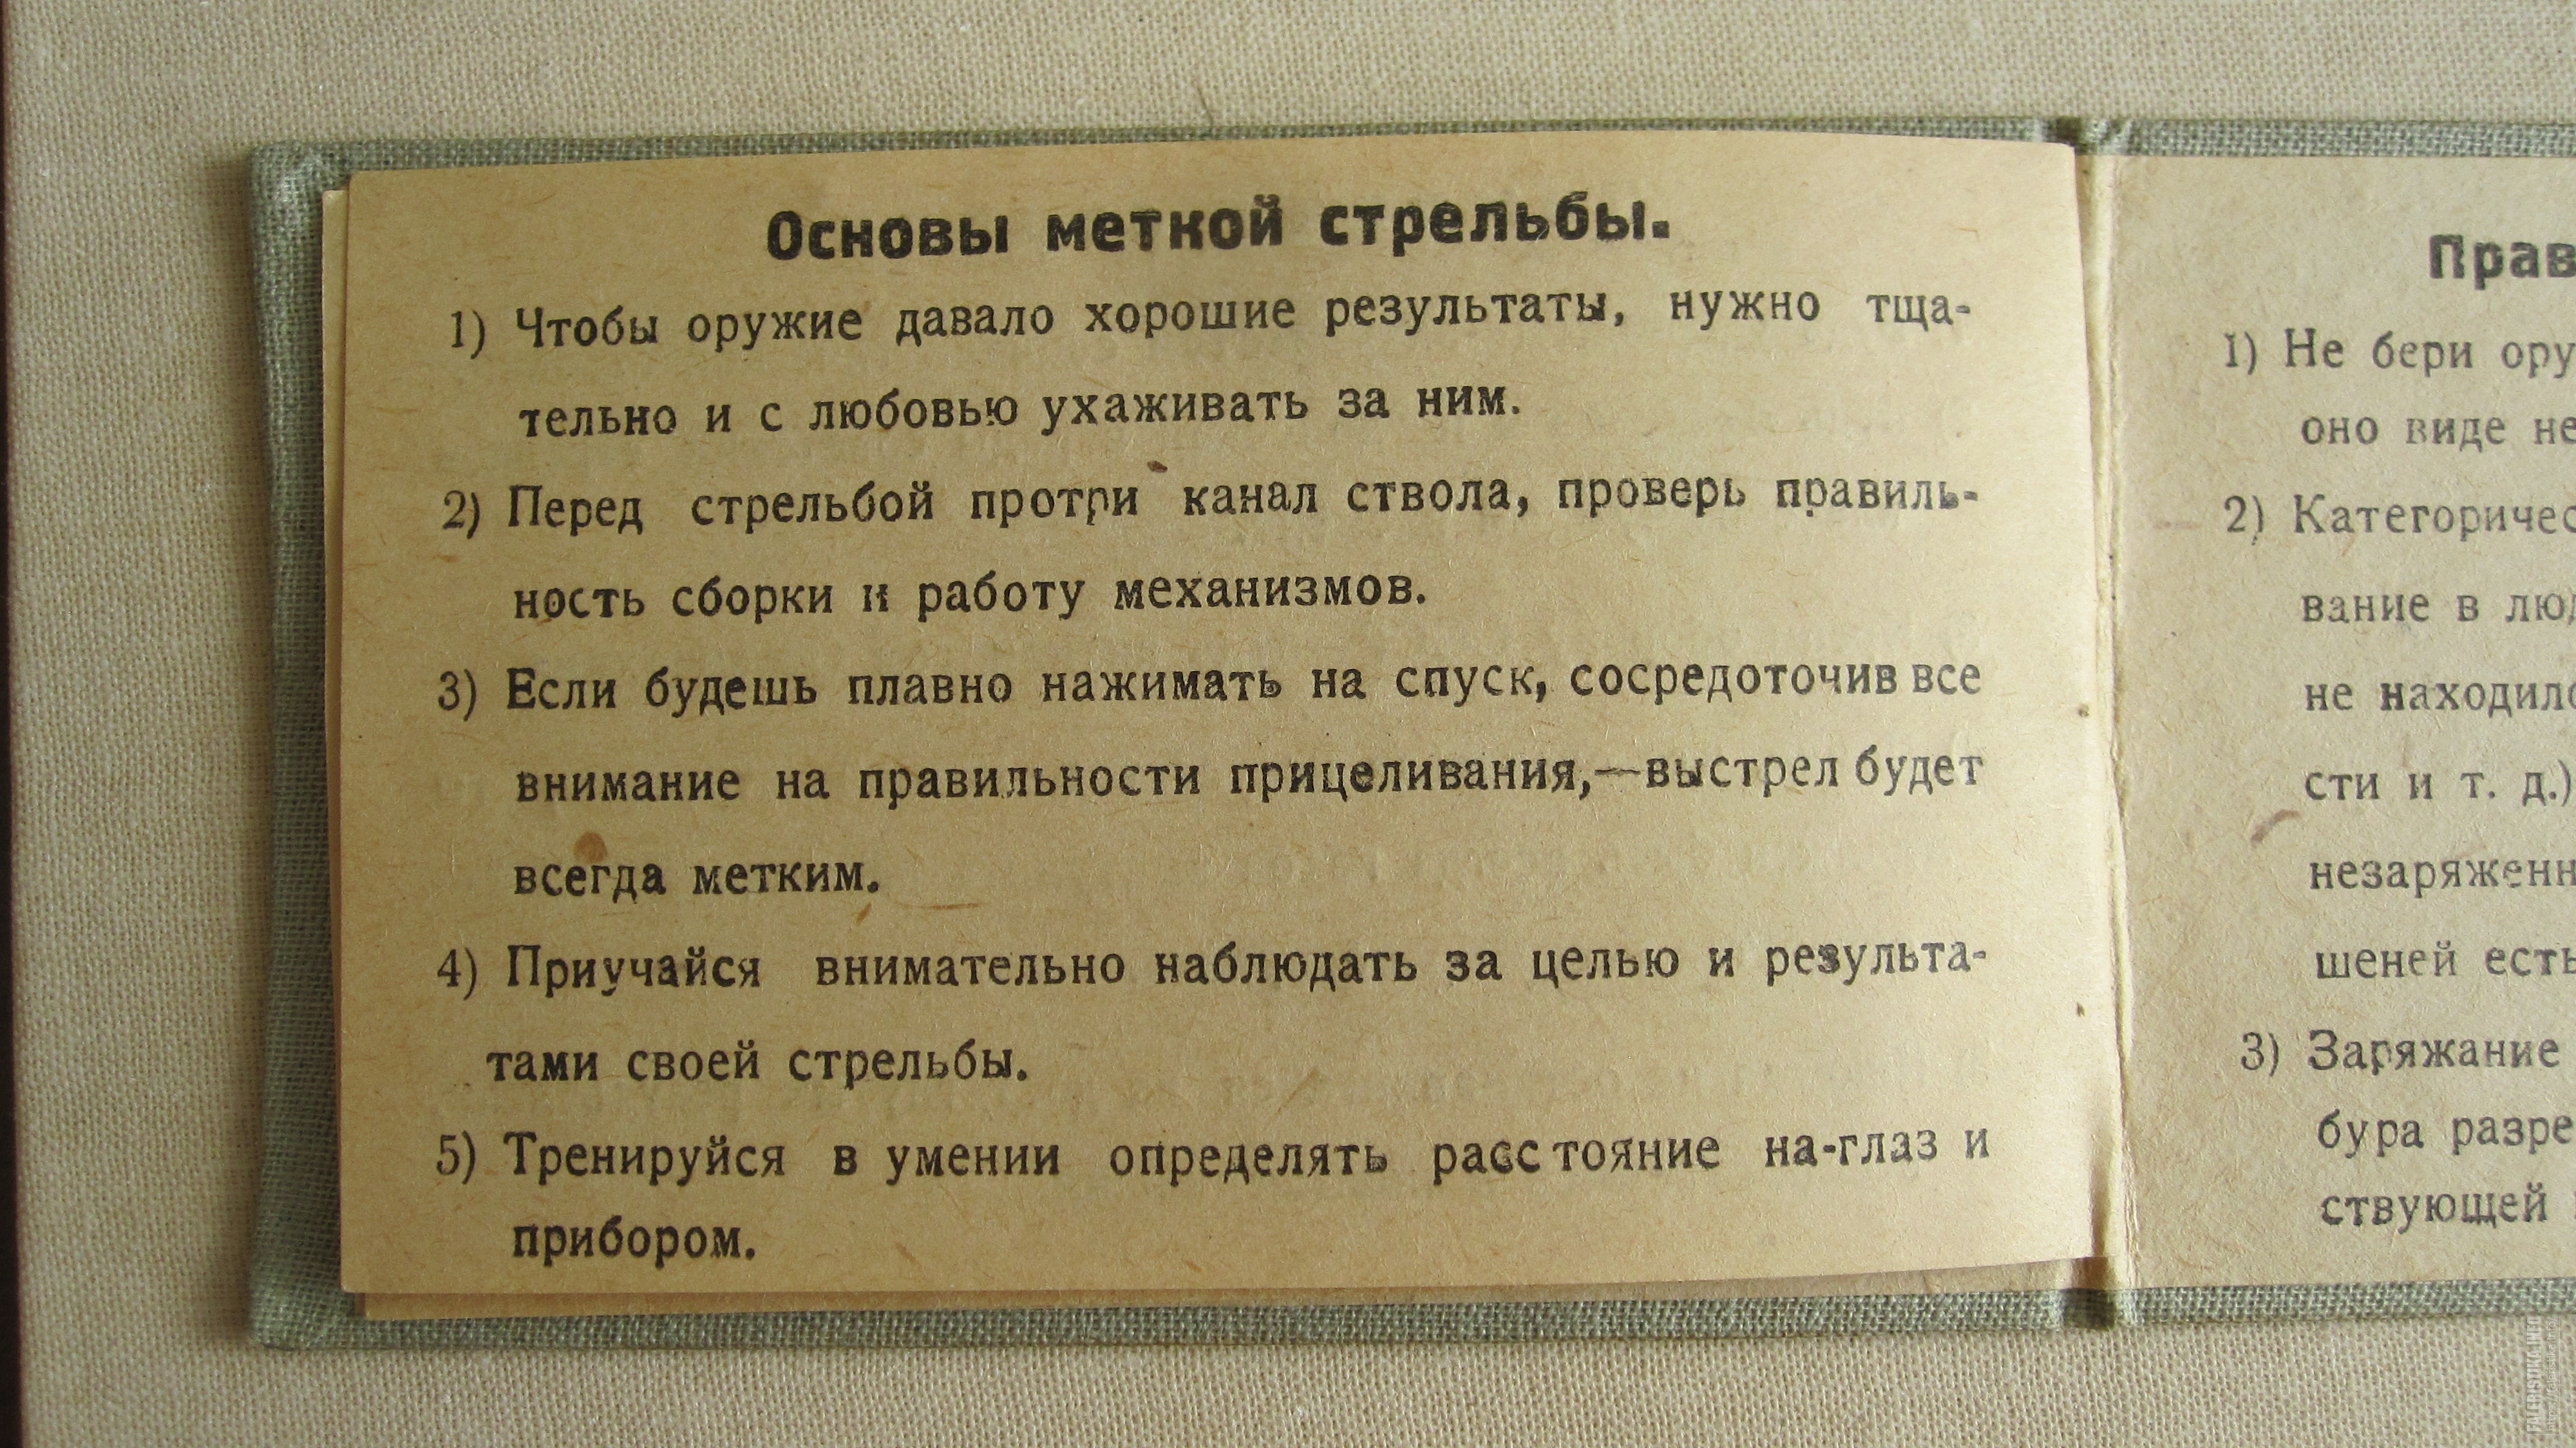 Основы меткой стрельбы.
1) Чтобы оружие давало хорошие результаты, нужно тща-
тельно и с любовью ухаживать за ним.
2) Перед стрельбой протри канал ствола, проверь правиль-
ность сборки и работу механизмов.
3) Если будешь плавно нажимать на спуск, сосредоточив все
внимание на правильности прицеливания,—выстрел будет
всегда метким.
4) Приучайся внимательно наблюдать за целью и результа-
тами своей стрельбы.
5) Тренируйся в умении определять расстояние на-глаз и
прибором.
Прав
1) Не бери ору
оно виде не
2) Категоричес
вание в люд
не находило
сти и т. д.)
незаряженн
шеней есть
3) Заряжание
бура разре
ствующей
FALERISTIKA.INFO